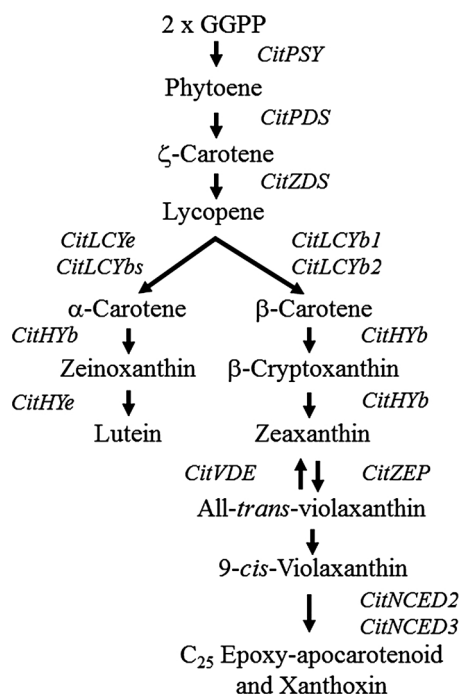 2 x GGPP
CitPSY
Phytoene
CitPDS
ζ-Carotene
CitZDS
Lycopene
CitLCYe
CitLCYbs
CitLCYb1
CitLCYb2
α-Carotene
β-Carotene
CitHYb
CitHYb
Zeinoxanthin
β-Cryptoxanthin
CitHYe
CitHYb
Lutein
Zeaxanthin
CitVDE
CitZEP
All-trans-violaxanthin
9-cis-Violaxanthin
CitNCED2
CitNCED3
C25 Epoxy-apocarotenoid
and Xanthoxin